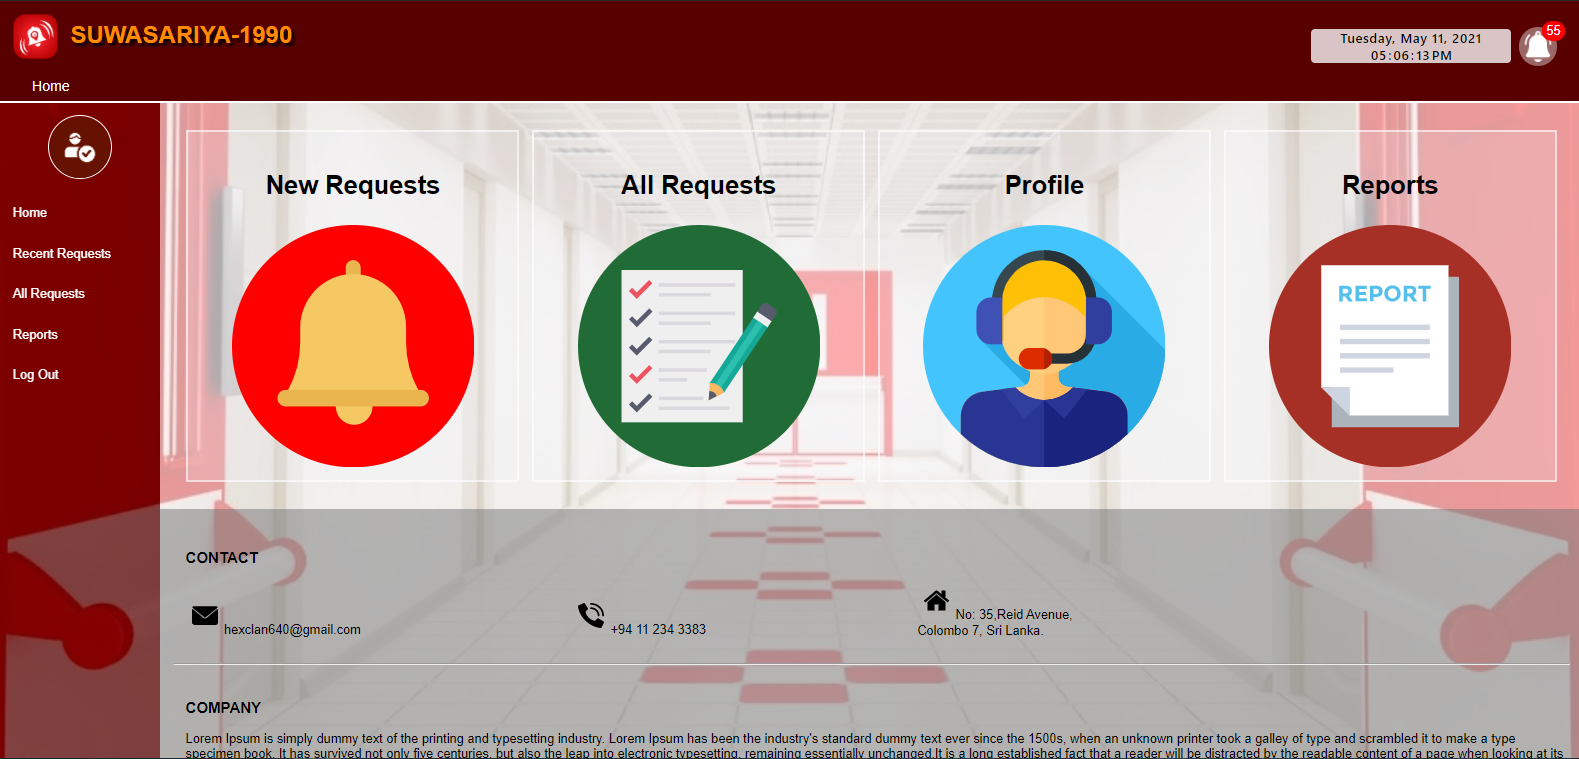 SUWASARIYA-1990
Tuesday, May 11, 2021
05:06:13 PM
55
Home
Home
Recent Requests
All Requests
Reports
Log Out
New Requests
All Requests
Profile
Reports
REPORT
CONTACT
hexclan640@gmail.com
+94 11 234 3383
No: 35,Reid Avenue,
Colombo 7, Sri Lanka.
COMPANY
Lorem Ipsum is simply dummy text of the printing and typesetting industry. Lorem Ipsum has been the industry's standard dummy text ever since the 1500s, when an unknown printer took a galley of type and scrambled it to make a type
specimen book. It has survived not only five centuries, but also the leap into electronic typesetting, remaining essentially unchanged.It is a long established fact that a reader will be distracted by the readable content of a page when looking at its